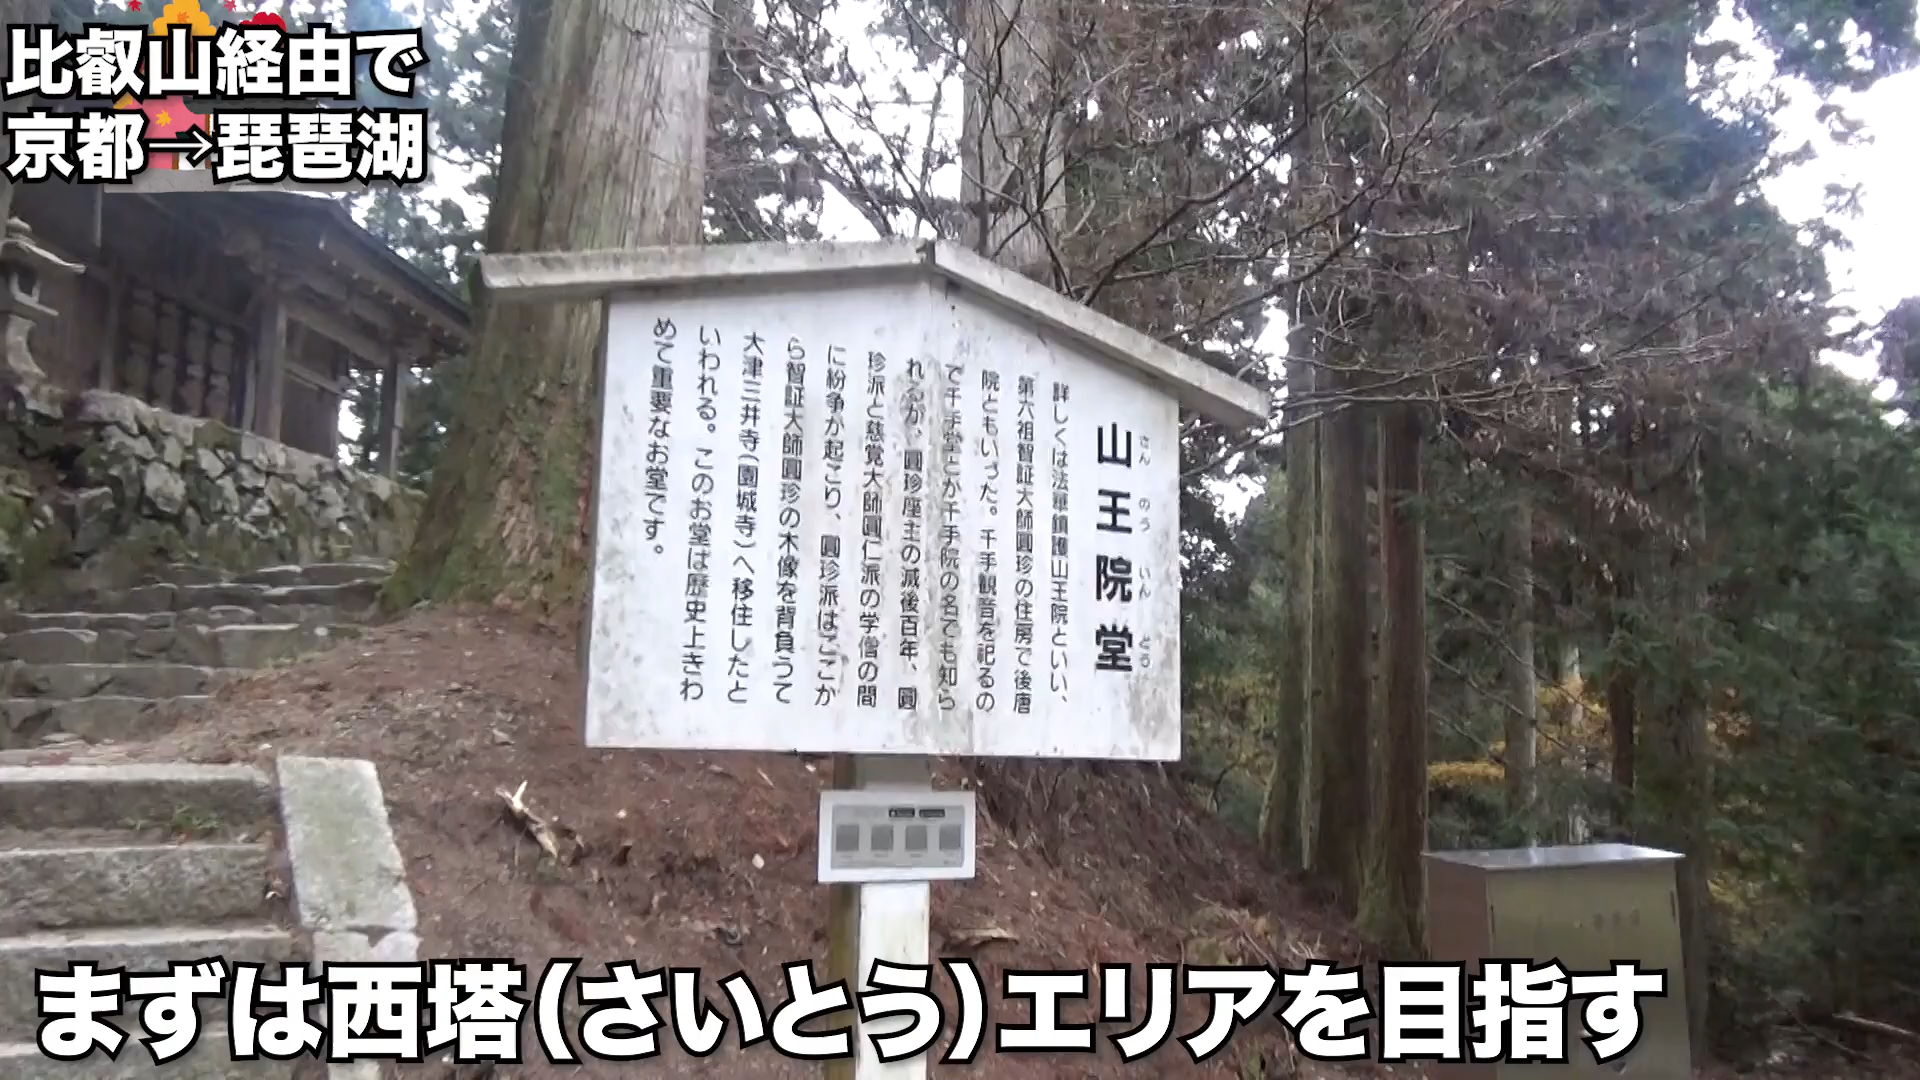 比叡山経由で
京都→琵琶湖
山王院堂
さんのういんどう
詳しくは法華鎮護山王院といい、
第六祖智証大師圓珍の住房で後唐
院ともいった。千手観音を祀るの
で千手堂とか千手院の名でも知ら
れるが、圓珍座主の滅後百年、圓
珍派と慈覚大師圓仁派の学僧の間
に紛争が起こり、圓珍派はここか
ら智証大師圓珍の木像を背負うて
大津三井寺(園城寺)へ移住したと
いわれる。このお堂は歴史上きわ
めて重要なお堂です。
まずは西塔(さいとう)エリアを目指す